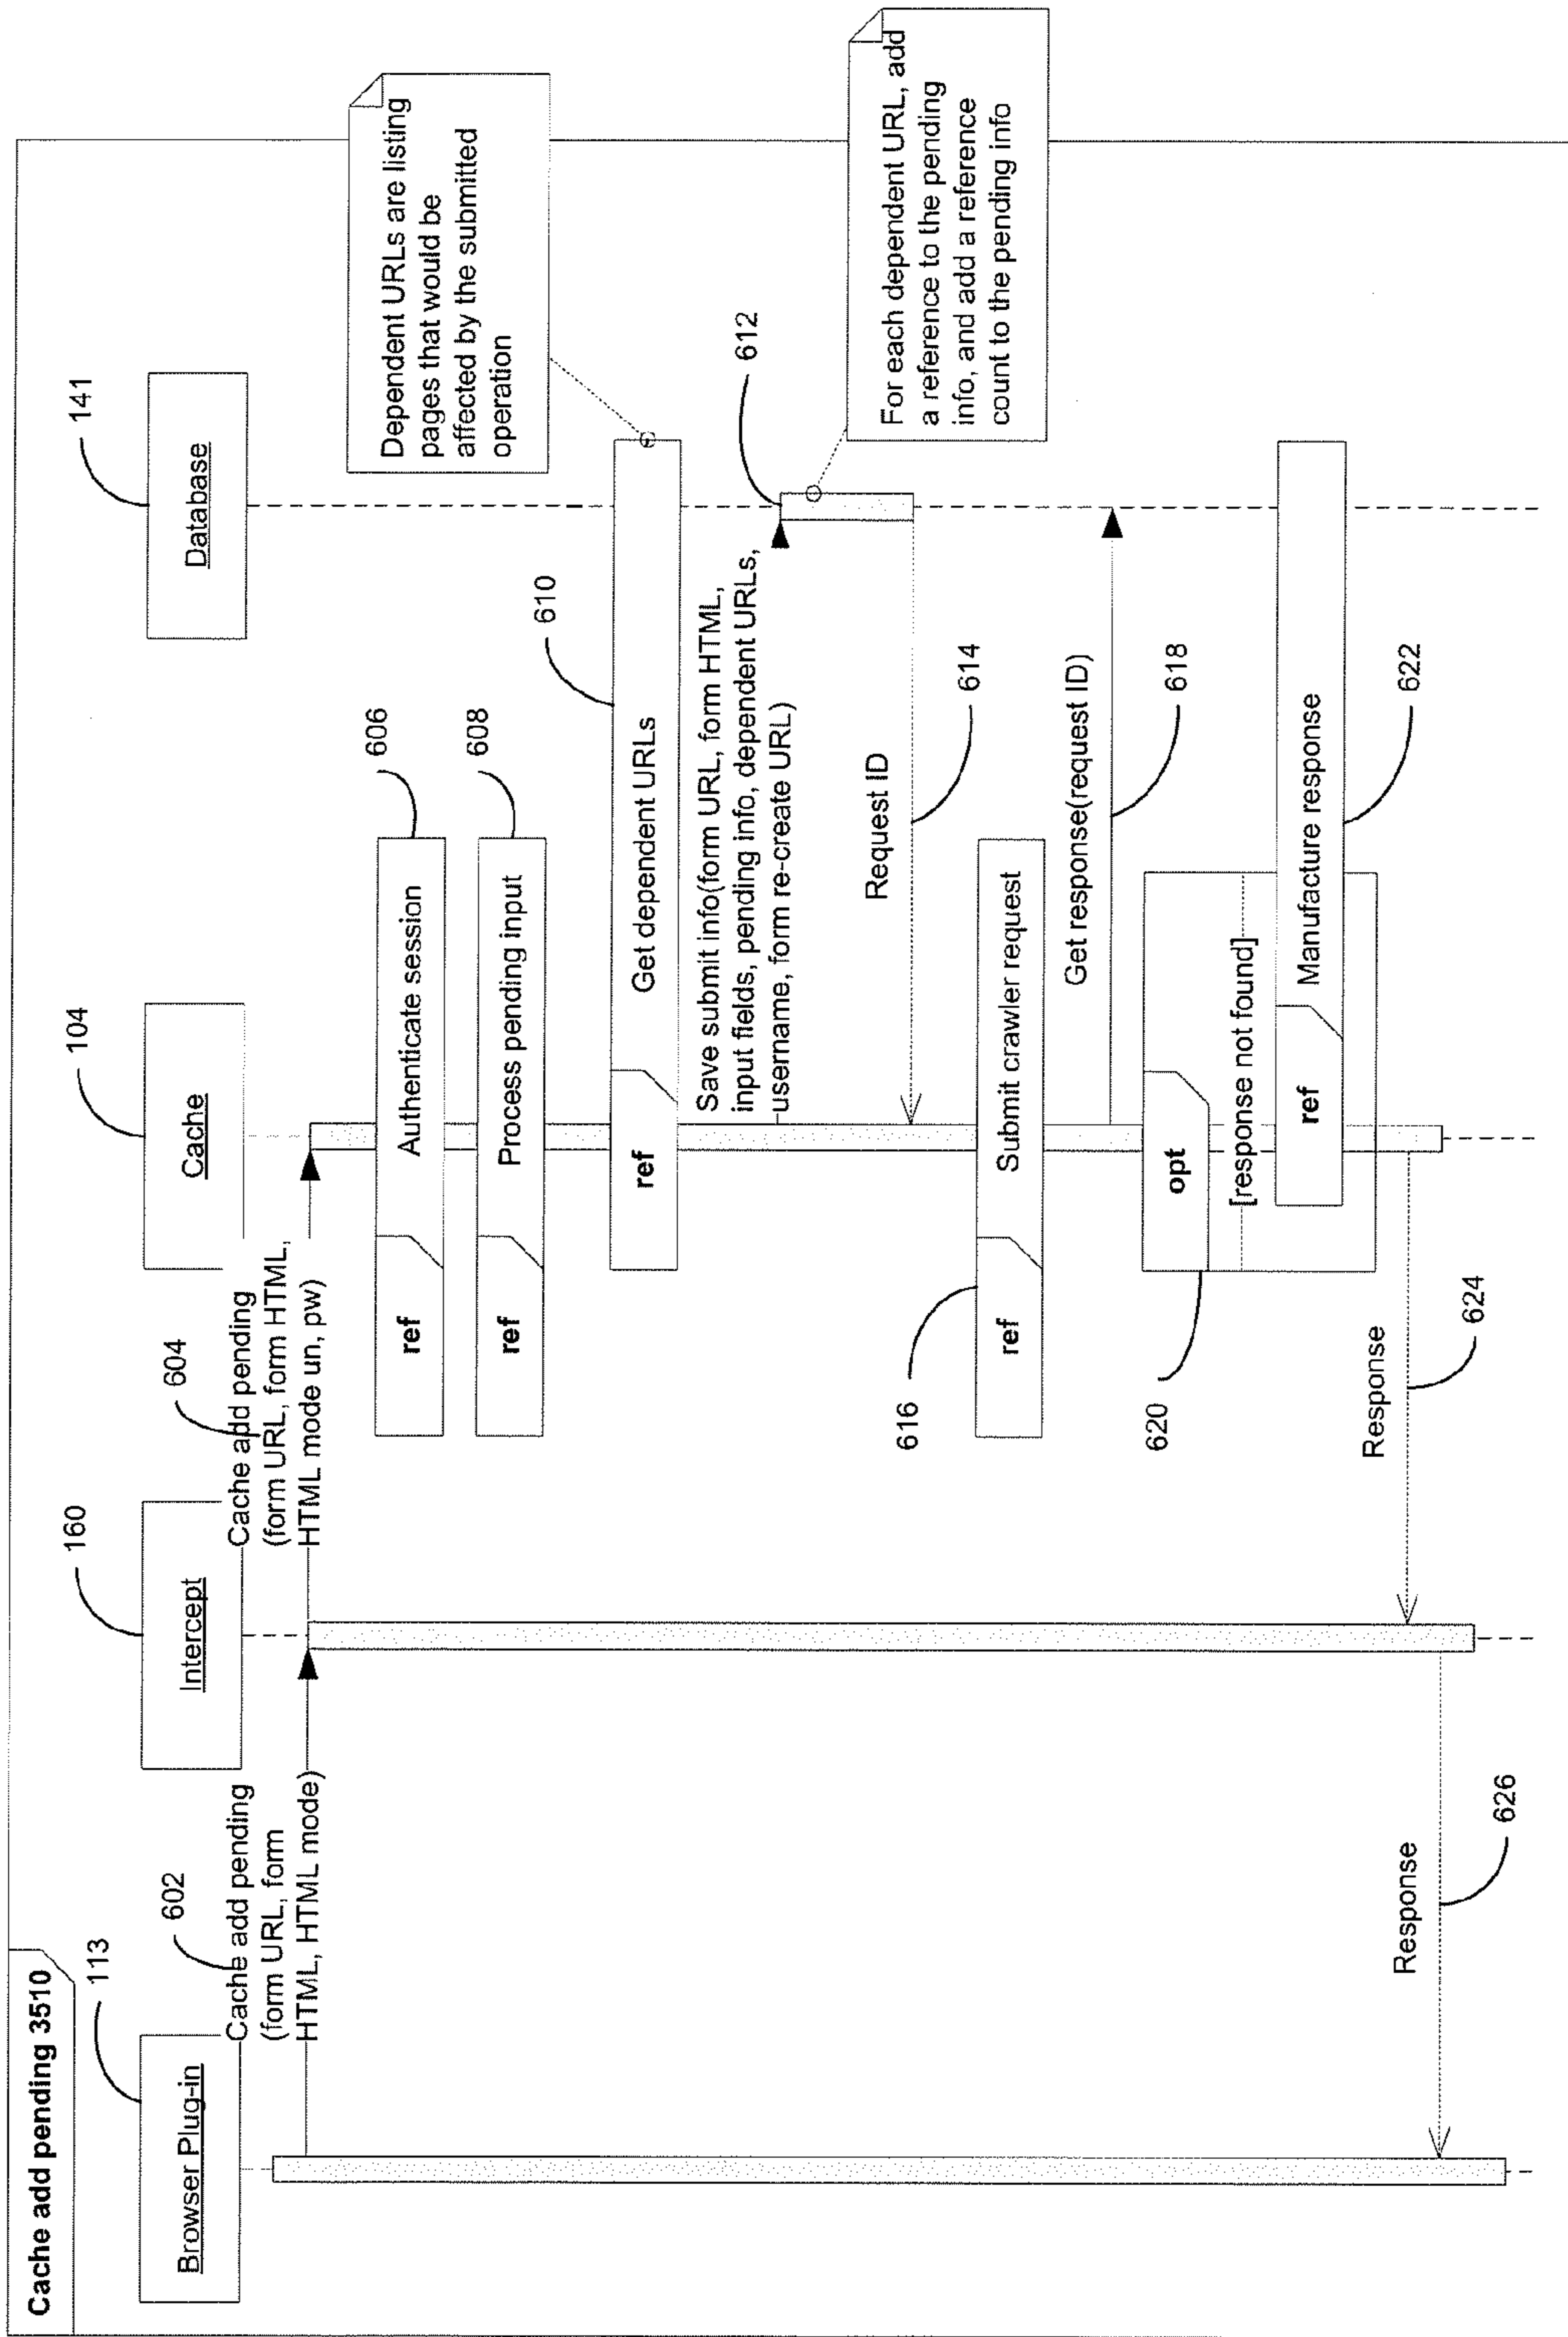 Cache add pending 3510
113
Browser Plug-in
160
Intercept
104
Cache
141
Database
602
Cache add pending
(form URL, form
HTML, HTML mode)
604
Cache add pending
(form URL, form HTML,
HTML mode un, pw)
ref
Authenticate session
606
ref
Process pending input
608
Dependent URLs are listing
pages that would be
affected by the submitted
operation
ref
Get dependent URLs
610
Save submit info(form URL, form HTML,
input fields, pending info, dependent URLs,
username, form re-create URL)
612
For each dependent URL, add
a reference to the pending
info, and add a reference
count to the pending info
Request ID
614
616
ref
Submit crawler request
Get response(request ID)
618
620
opt
[response not found]
ref
Manufacture response
622
Response
624
Response
626